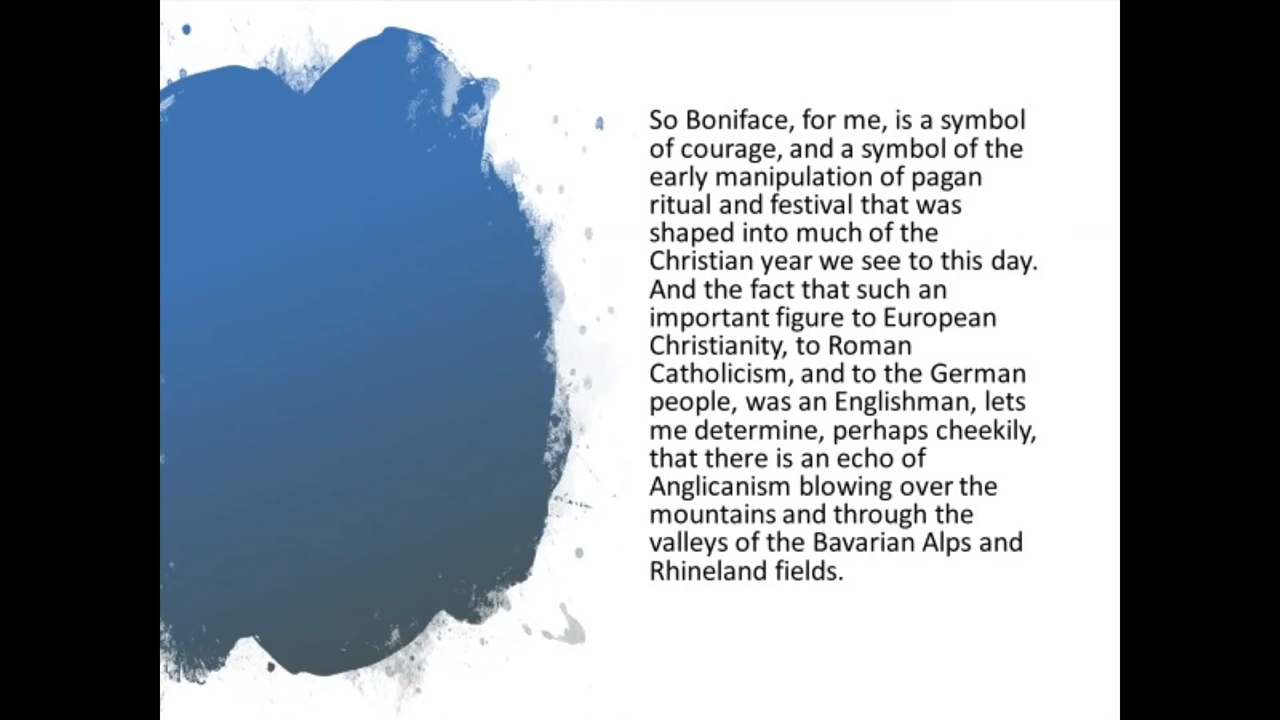 So Boniface, for me, is a symbol
of courage, and a symbol of the
early manipulation of pagan
ritual and festival that was
shaped into much of the
Christian year we see to this day.
And the fact that such an
important figure to European
Christianity, to Roman
Catholicism, and to the German
people, was an Englishman, lets
me determine, perhaps cheekily,
that there is an echo of
Anglicanism blowing over the
mountains and through the
valleys of the Bavarian Alps and
Rhineland fields.